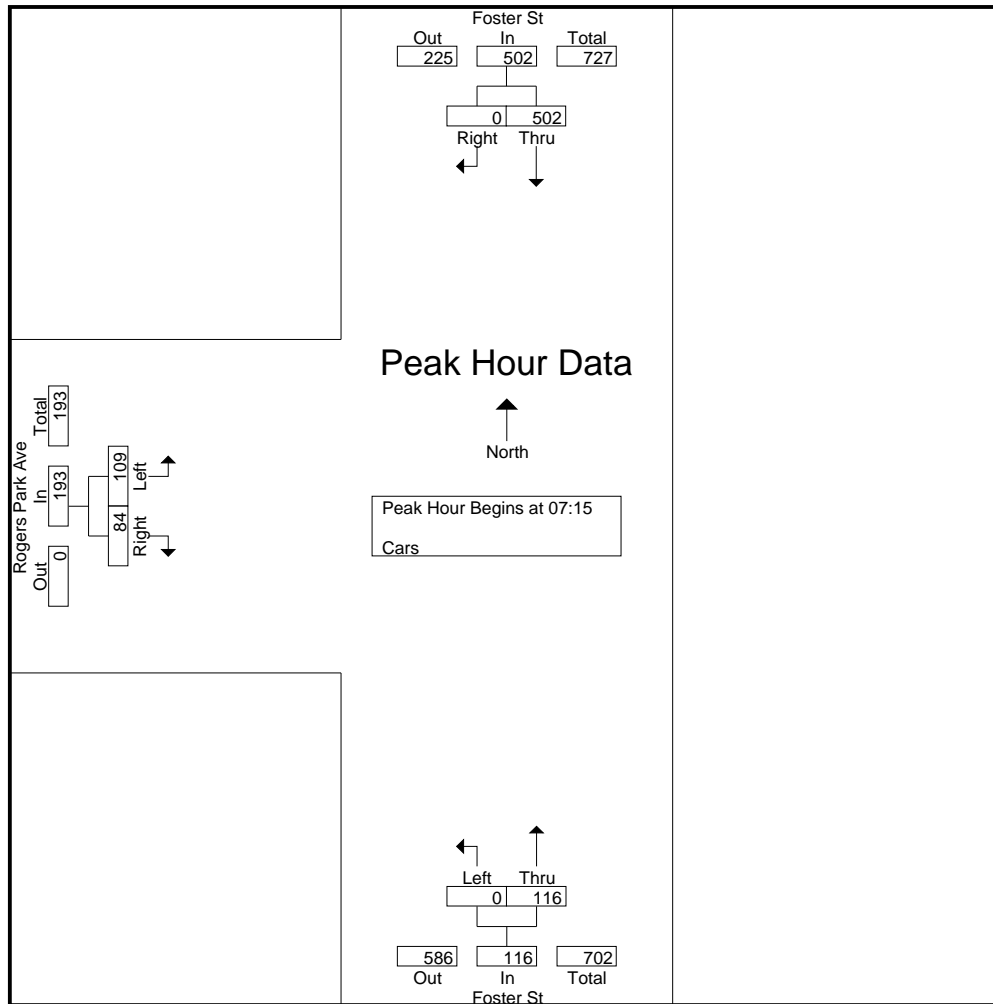 Foster St
Out In Total
225 502 727
0 502
Right Thru
Peak Hour Data
North
Peak Hour Begins at 07:15
Cars
Rogers Park Ave
Out In Total
0 193 193
84 109
Right Left
Left Thru
0 116
586 116 702
Out In Total
Foster St